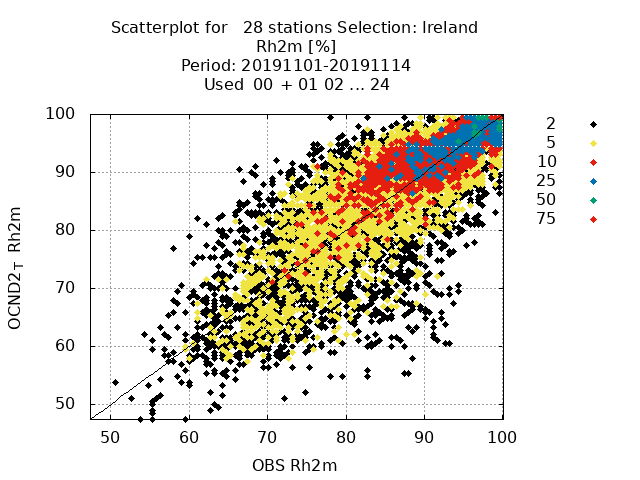 Scatterplot for   28 stations Selection: Ireland
Rh2m [%]
Period: 20191101-20191114
Used  00 + 01 02 ... 24
OCND2_T  Rh2m
100
90
80
70
60
50
50 60 70 80 90 100
OBS Rh2m
2
5
10
25
50
75